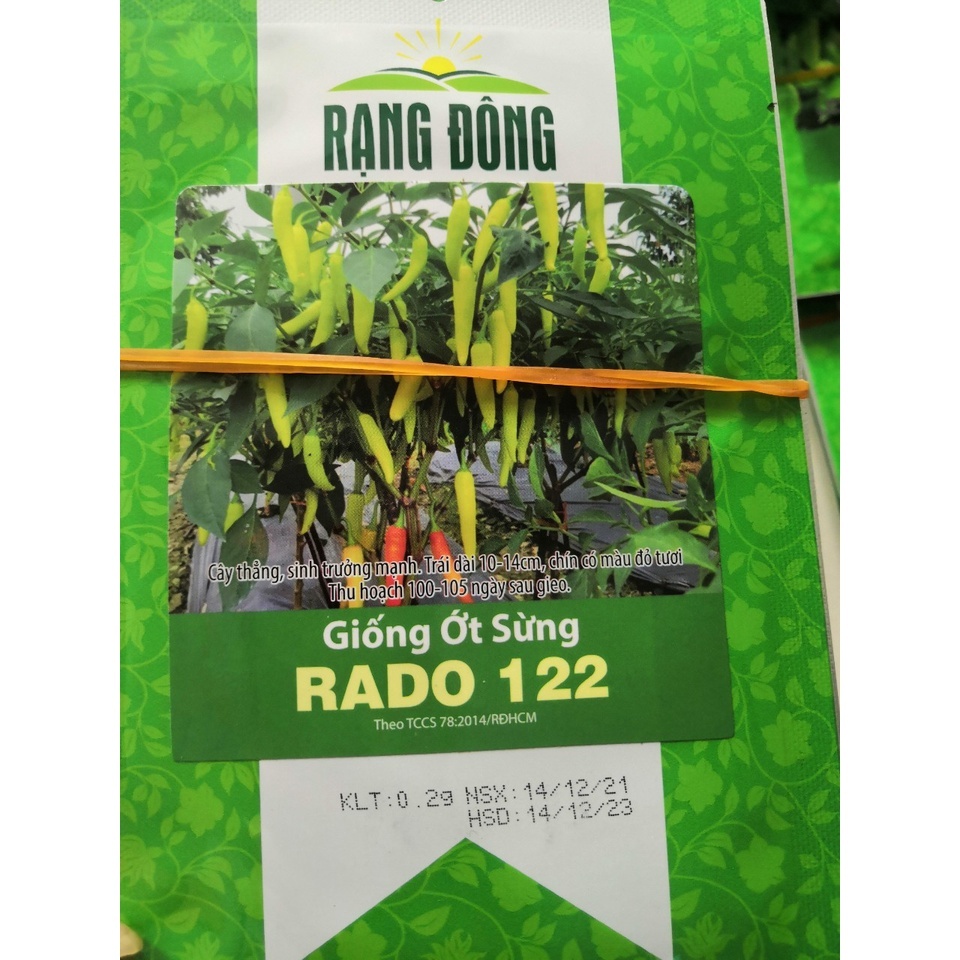 RẠNG ĐÔNG
Cây thẳng, sinh trưởng mạnh. Trái dài 10-14cm, chín có mầu đỏ tươi
Thu hoạch 100-105 ngày sau gieo.
Giống Ớt Sừng
RADO 122
Theo TCCS 78:2014/RĐHCM
KLT:0.2g NSX:14/12/21
HSD:14/12/23